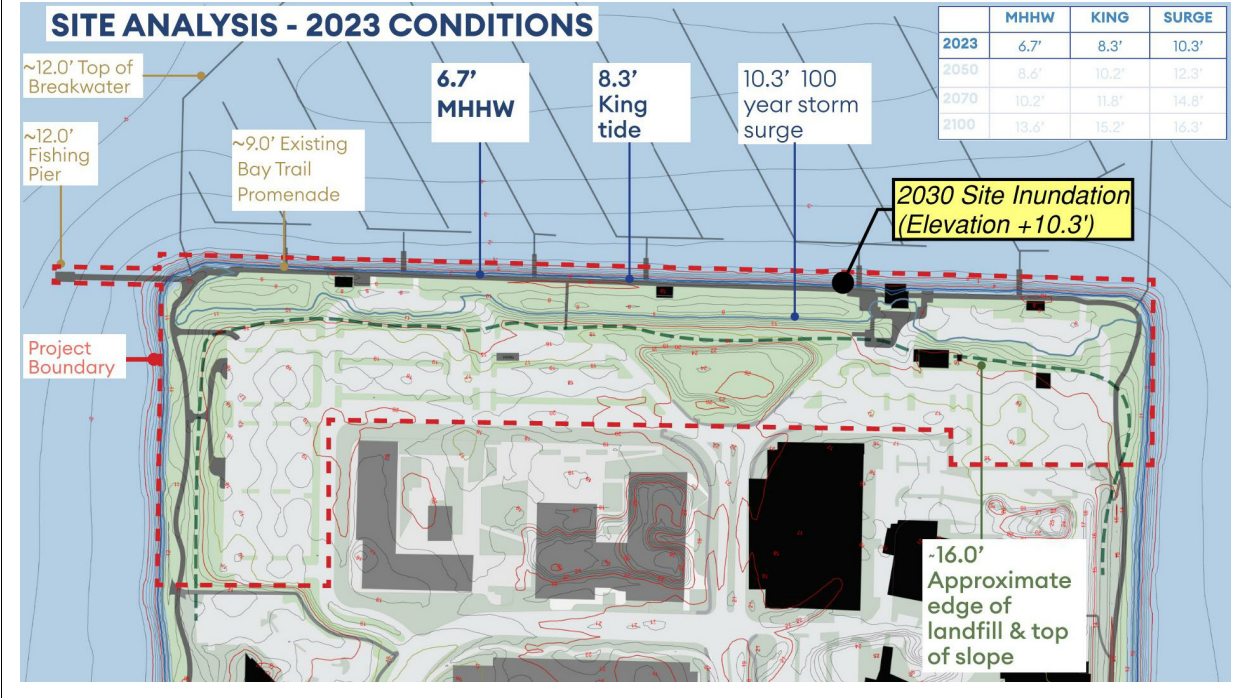 SITE ANALYSIS - 2023 CONDITIONS
MHHW KING SURGE
2023 6.7' 8.3' 10.3'
2050 8.6' 10.2' 12.3'
2070 10.2' 11.8' 14.8'
2100 13.6' 15.2' 16.3'
~12.0' Top of
Breakwater
6.7'
MHHW
8.3'
King
tide
10.3' 100
year storm
surge
~12.0'
Fishing
Pier
~9.0' Existing
Bay Trail
Promenade
2030 Site Inundation
(Elevation +10.3')
Project
Boundary
~16.0'
Approximate
edge of
landfill & top
of slope